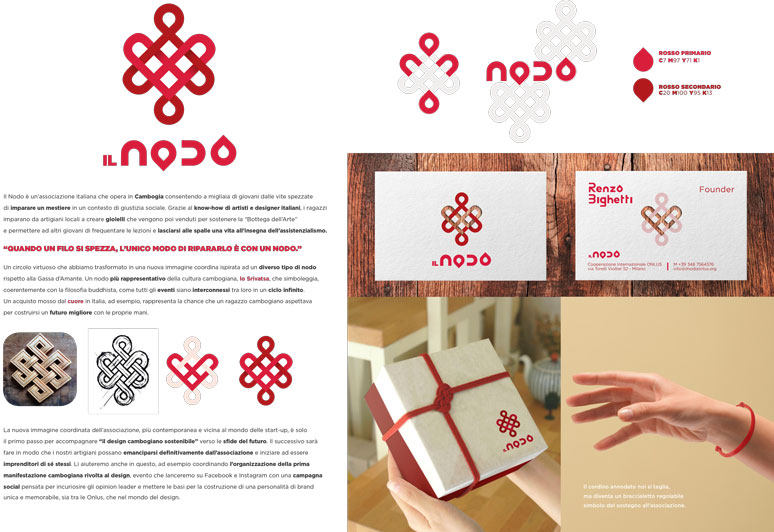 IL NODO
Il Nodo è un'associazione italiana che opera in Cambogia consentendo a migliaia di giovani dalle vite spezzate
di imparare un mestiere in un contesto di giustizia sociale. Grazie al know-how di artisti e designer italiani, i ragazzi
imparano da artigiani locali a creare gioielli che vengono poi venduti per sostenere la "Bottega dell'Arte"
e permettere ad altri giovani di frequentare le lezioni e lasciarsi alle spalle una vita all'insegna dell'assistenzialismo.
"QUANDO UN FILO SI SPEZZA, L'UNICO MODO DI RIPARARLO È CON UN NODO."
Un circolo virtuoso che abbiamo trasformato in una nuova immagine coordina ispirata ad un diverso tipo di nodo
rispetto alla Gassa d'Amante. Un nodo più rappresentativo della cultura cambogiana, lo Srivatsa, che simboleggia,
coerentemente con la filosofia buddhista, come tutti gli eventi siano interconnessi tra loro in un ciclo infinito.
Un acquisto mosso dal cuore in Italia, ad esempio, rappresenta la chance che un ragazzo cambogiano aspettava
per costruirsi un futuro migliore con le proprie mani.
La nuova immagine coordinata dell'associazione, più contemporanea e vicina al mondo delle start-up, è solo
il primo passo per accompagnare "il design cambogiano sostenibile" verso le sfide del futuro. Il successivo sarà
fare in modo che i nostri artigiani possano emanciparsi definitivamente dall'associazione e iniziare ad essere
imprenditori di sé stessi. Li aiuteremo anche in questo, ad esempio coordinando l'organizzazione della prima
manifestazione cambogiana rivolta al design, evento che lanceremo su Facebook e Instagram con una campagna
social pensata per incuriosire gli opinion leader e mettere le basi per la costruzione di una personalità di brand
unica e memorabile, sia tra le Onlus, che nel mondo del design.
NODO
ROSSO PRIMARIO
C7 M97 Y71 K1
ROSSO SECONDARIO
C20 M100 Y95 K13
IL NODO
Renzo
Bighetti
Founder
IL NODO
Cooperazione Internazionale ONLUS
via Tonelli Viollier 32 - Milano
M +39 348 7964576
info@ilnodoonlus.org
IL NODO
Il cordino annodato noi si taglia,
ma diventa un braccialetto regolabile
simbolo del sostegno all'associazione.